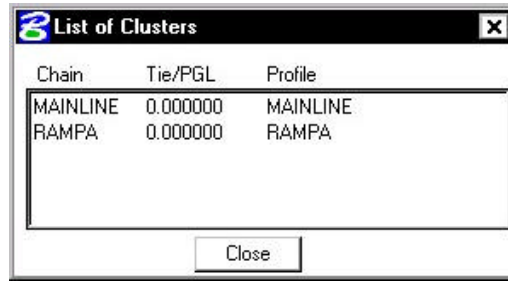 List of Clusters
Chain Tie/PGL Profile
MAINLINE 0.000000 MAINLINE
RAMPA 0.000000 RAMPA
Close